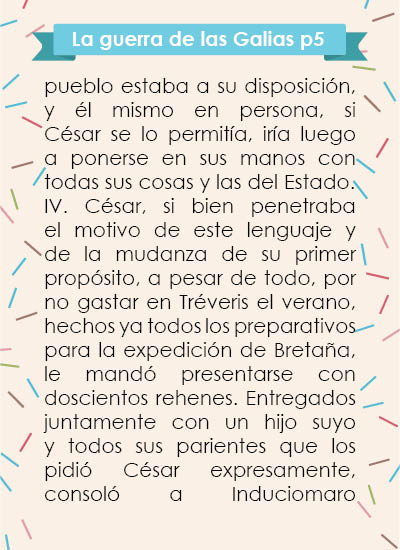 La guerra de las Galias p5
pueblo estaba a su disposición,
y él mismo en persona, si
César se lo permitía, iría luego
a ponerse en sus manos con
todas sus cosas y las del Estado.
IV. César, si bien penetraba
el motivo de este lenguaje y
de la mudanza de su primer
propósito, a pesar de todo, por
no gastar en Tréveris el verano,
hechos ya todos los preparativos
para la expedición de Bretaña,
le mandó presentarse con
doscientos rehenes. Entregados
juntamente con un hijo suyo
y todos sus parientes que los
pidió César expresamente,
consoló a Induciomaro